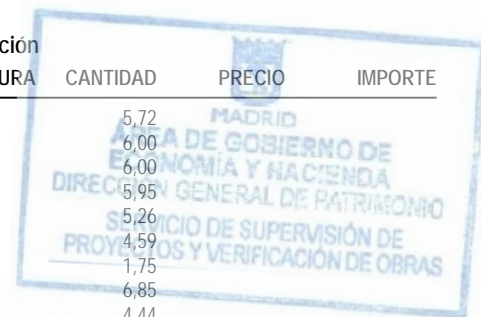 ción
URA CANTIDAD PRECIO IMPORTE
5,72
MADRID
ÁREA DE GOBIERNO DE
6,00
ECONOMÍA Y HACIENDA
6,00
DIRECCIÓN GENERAL DE PATRIMONIO
5,95
5,26
SERVICIO DE SUPERVISIÓN DE
4,59
PROYECTOS Y VERIFICACIÓN DE OBRAS
1,75
6,85
4,44